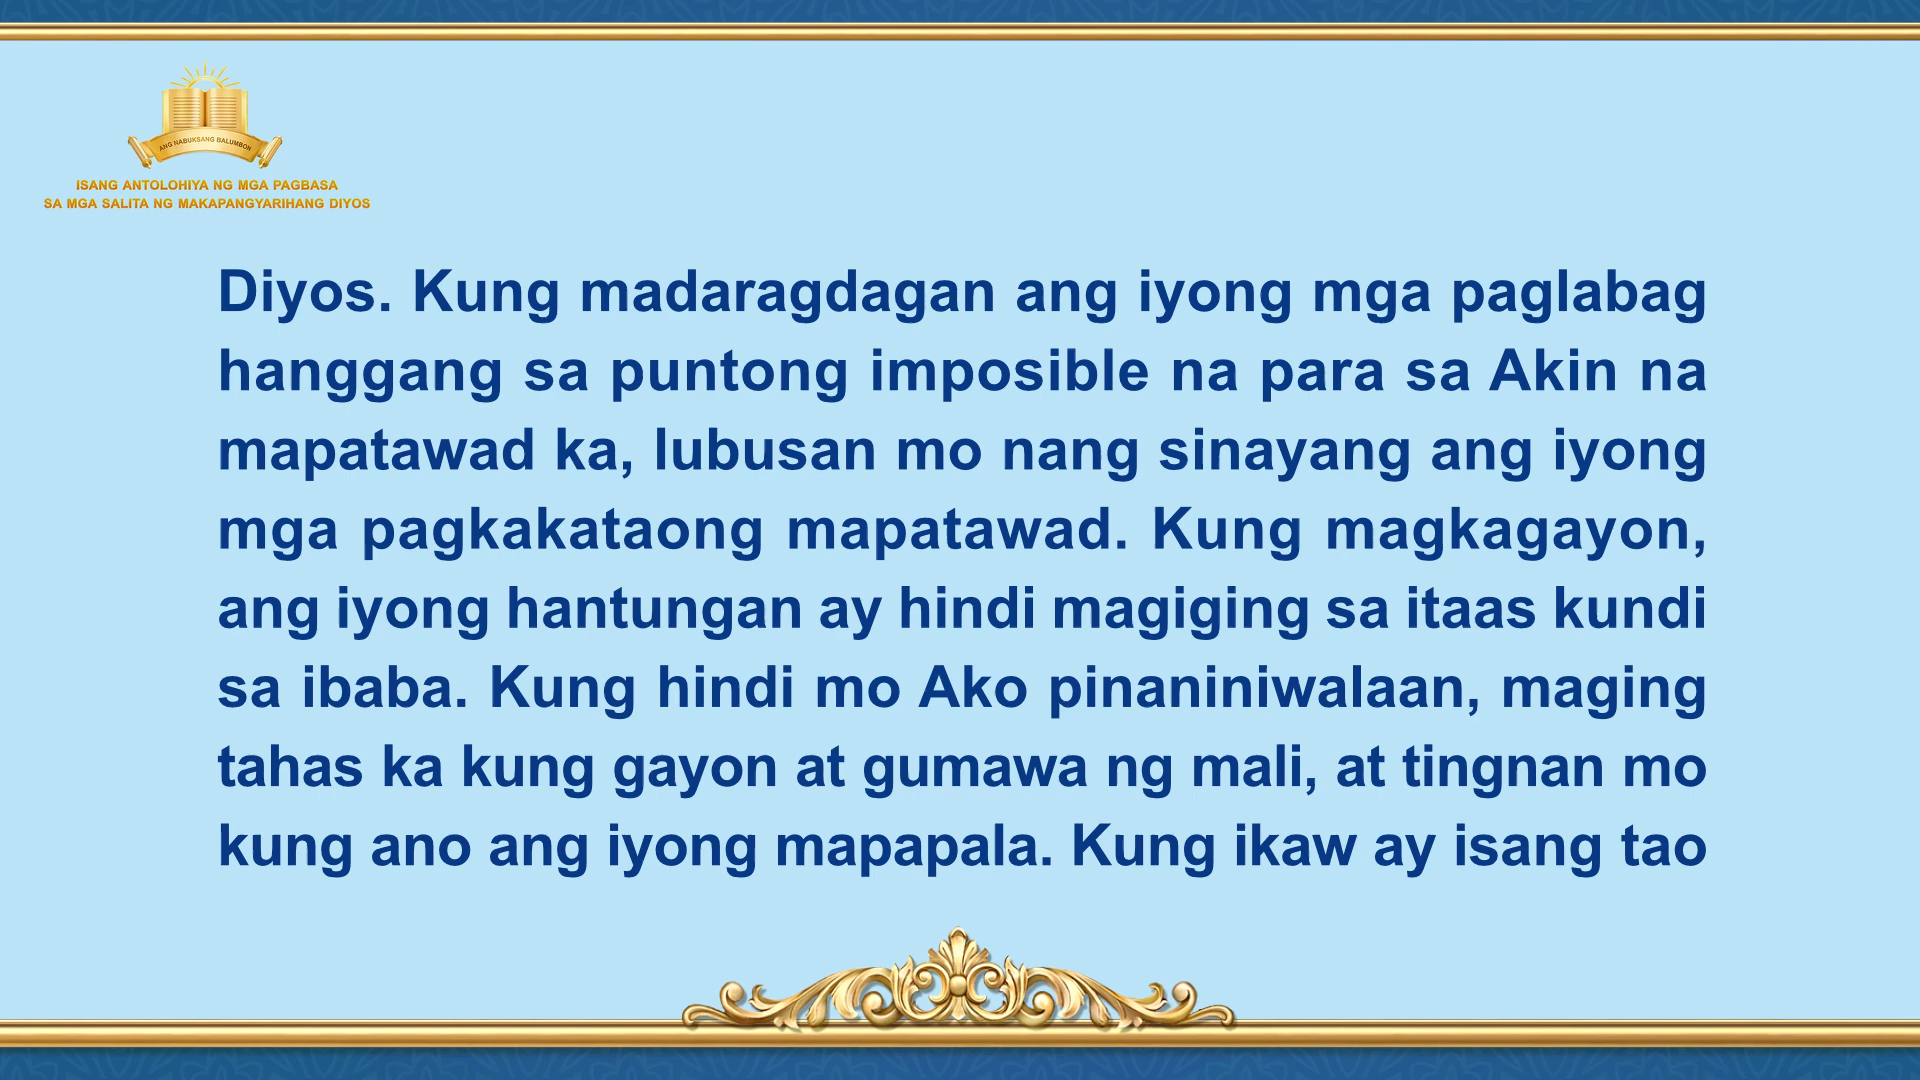 ANG NABUKSANG BALUMBON
ISANG ANTOLOHIYA NG MGA PAGBASA
SA MGA SALITA NG MAKAPANGYARIHANG DIYOS
Diyos. Kung madaragdagan ang iyong mga paglabag
hanggang sa puntong imposible na para sa Akin na
mapatawad ka, lubusan mo nang sinayang ang iyong
mga pagkakataong mapatawad. Kung magkagayon,
ang iyong hantungan ay hindi magiging sa itaas kundi
sa ibaba. Kung hindi mo Ako pinaniniwalaan, maging
tahas ka kung gayon at gumawa ng mali, at tingnan mo
kung ano ang iyong mapapala. Kung ikaw ay isang tao